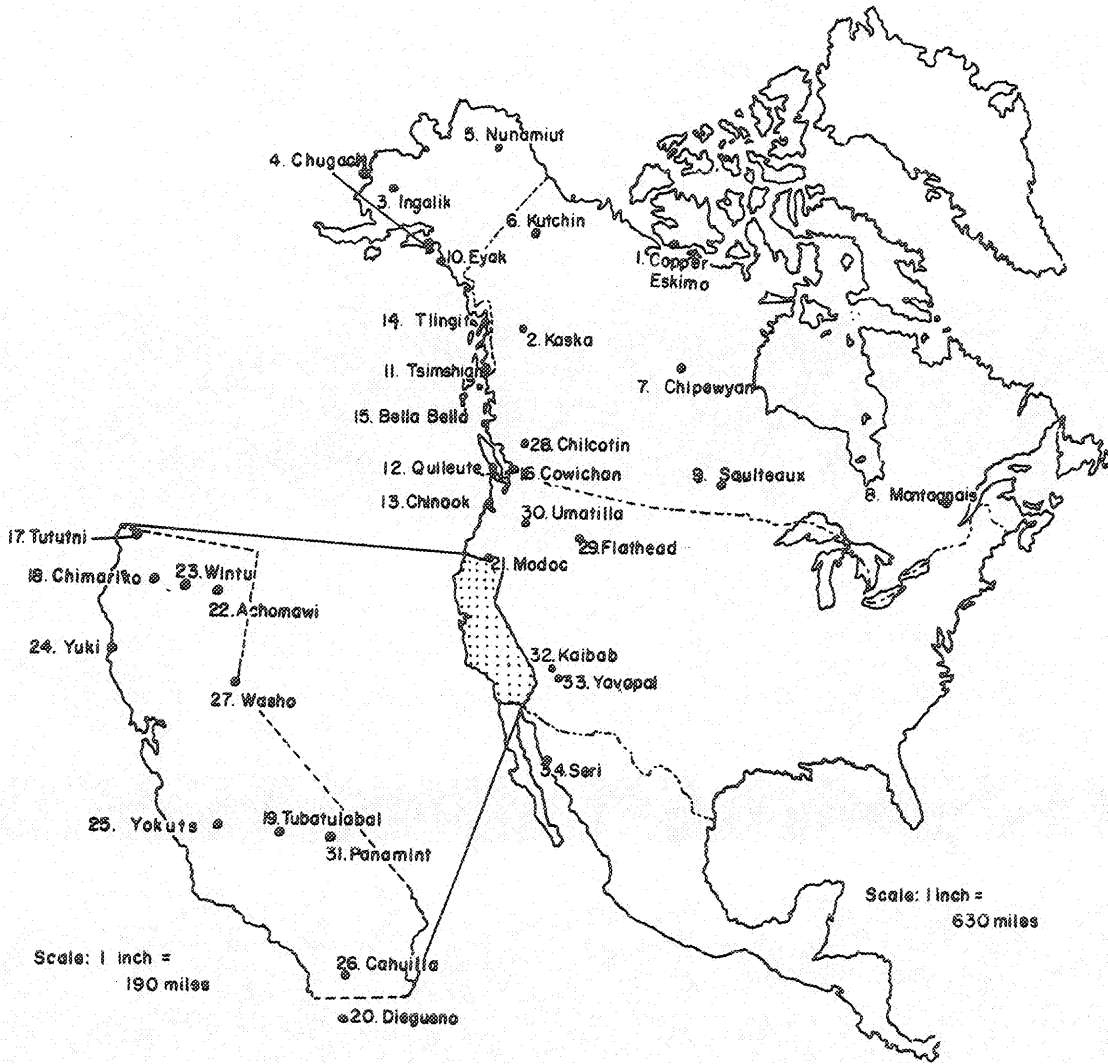 5. Nunamiut
4. Chugach
3. Ingalik
6. Kutchin
10. Eyak
1. Copper
Eskimo
14. Tlingit
2. Kaska
11. Tsimshian
7. Chipewyan
15. Bella Bella
28. Chilcotin
12. Quileute
16. Cowichan
9. Saulteaux
8. Montagnais
13. Chinook
30. Umatilla
17. Tututni
29. Flathead
21. Modoc
18. Chimariko
23. Wintu
22. Achomawi
24. Yuki
32. Kaibab
33. Yavapai
27. Washo
34. Seri
25. Yokuts
19. Tubatulabal
31. Panamint
Scale: 1 inch =
630 miles
Scale: 1 inch =
190 miles
26. Cahuilla
20. Diegueno